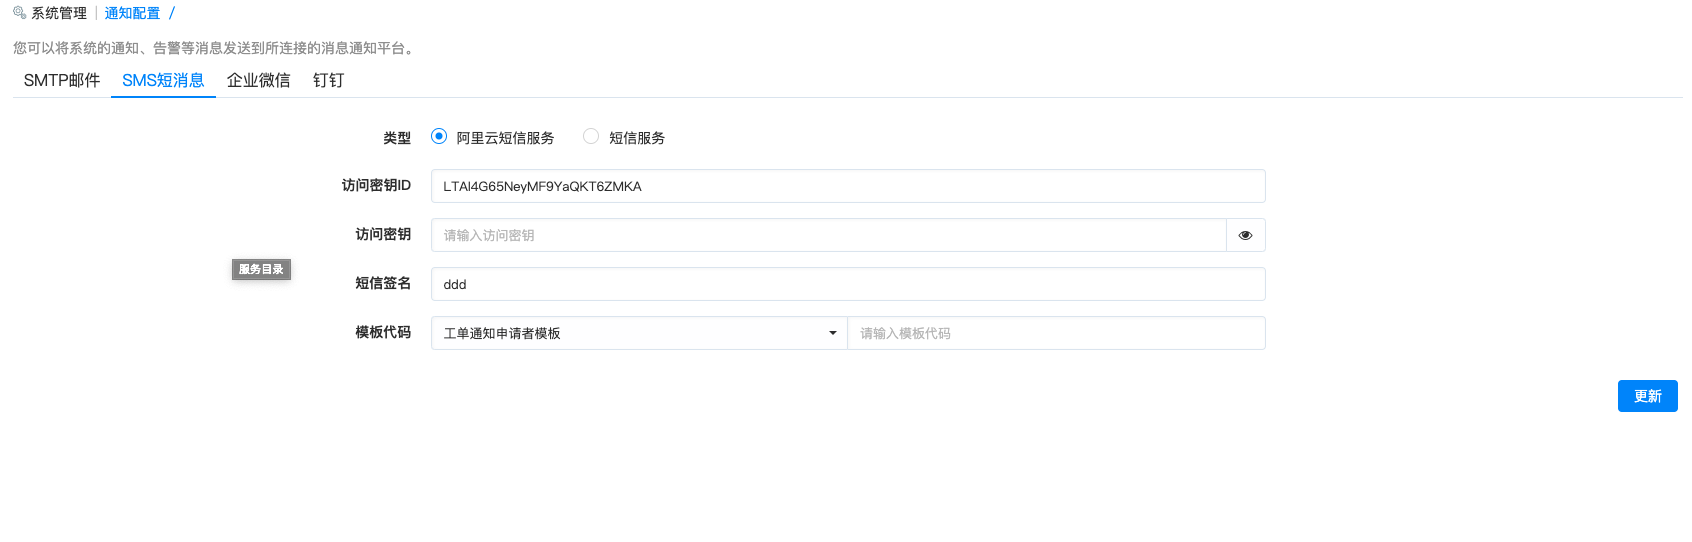 系统管理 | 通知配置 /
您可以将系统的通知、告警等消息发送到所连接的消息通知平台。
SMTP邮件 SMS短消息 企业微信 钉钉
类型 阿里云短信服务 短信服务
访问密钥ID LTAI4G65NeyMF9YaQKT6ZMKA
访问密钥 请输入访问密钥
服务目录
短信签名 ddd
模板代码 工单通知申请者模板 请输入模板代码
更新